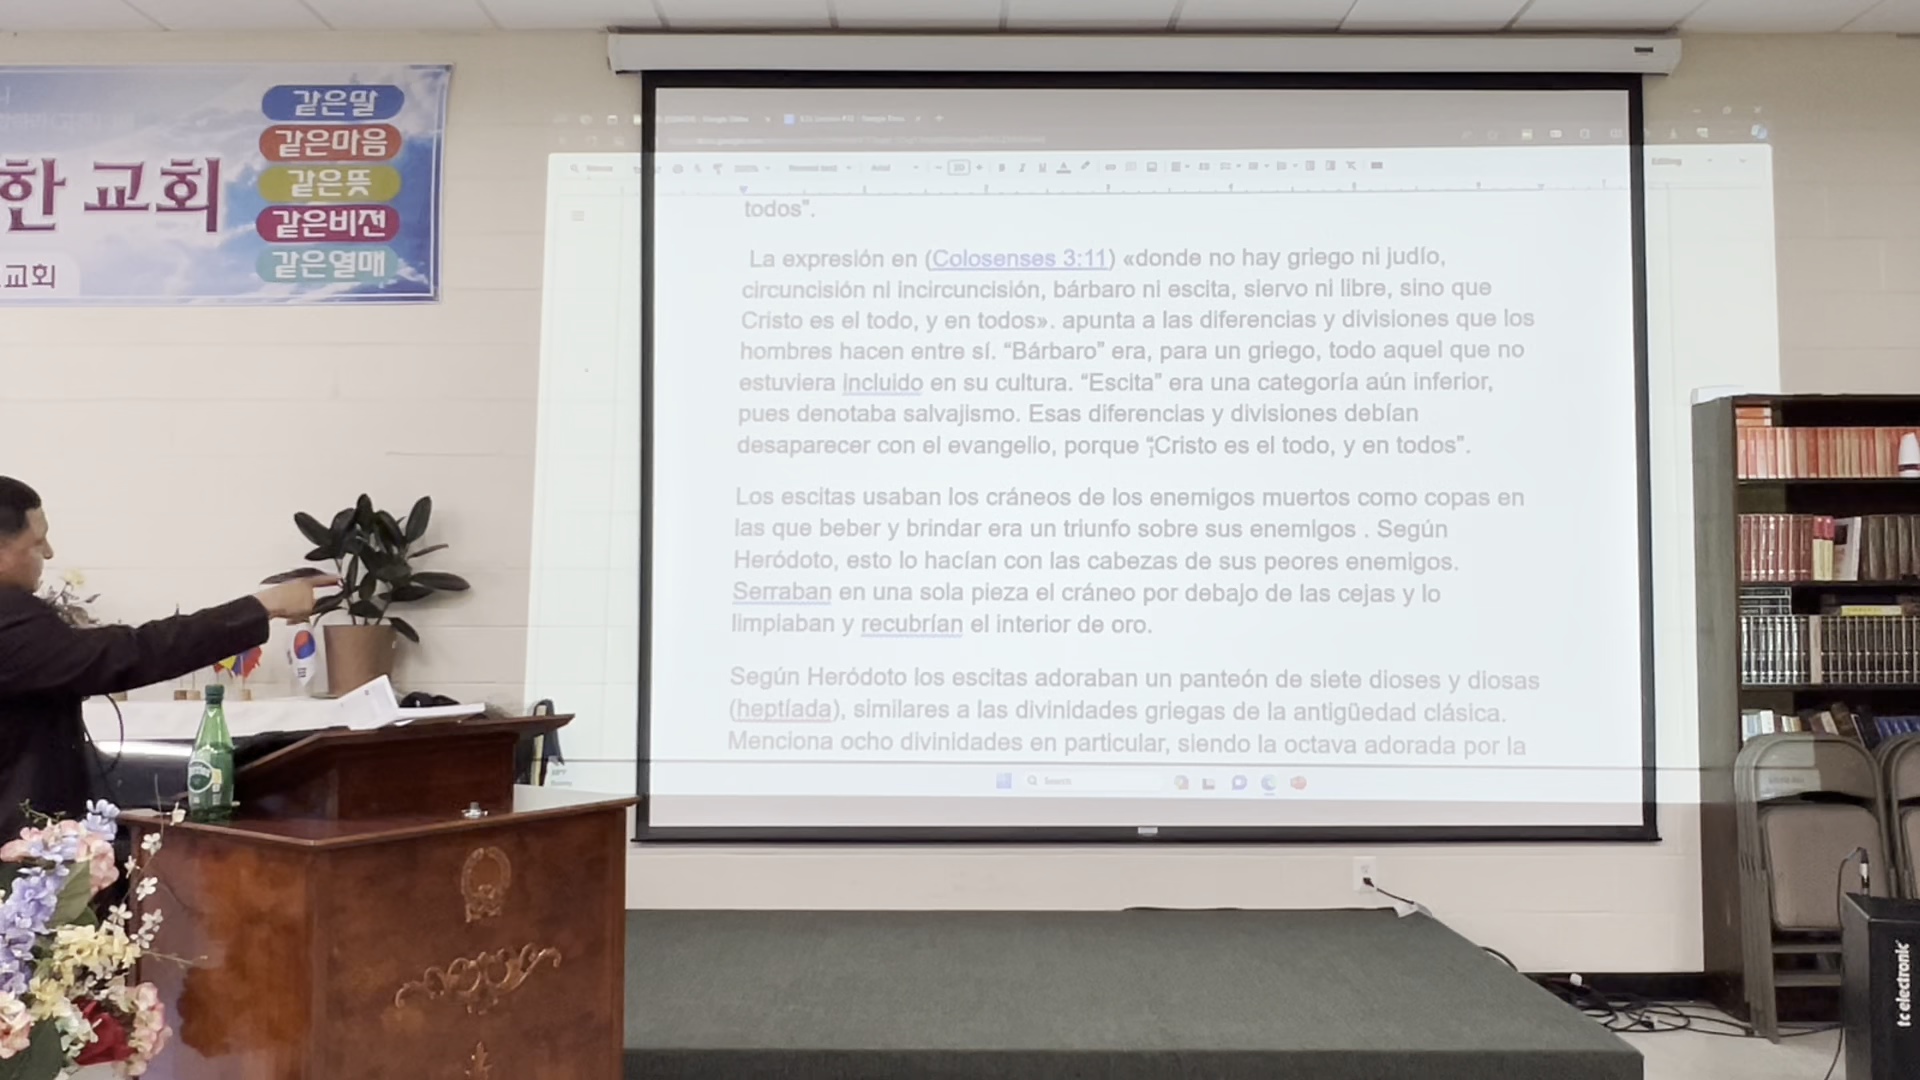 같은말
같은마음
같은뜻
같은비전
같은열매
한 교회
교회
Editing
todos”.
La expresión en (Colosenses 3:11) «donde no hay griego ni judío,
circuncisión ni incircuncisión, bárbaro ni escita, siervo ni libre, sino que
Cristo es el todo, y en todos». apunta a las diferencias y divisiones que los
hombres hacen entre sí. “Bárbaro” era, para un griego, todo aquel que no
estuviera incluido en su cultura. “Escita” era una categoría aún inferior,
pues denotaba salvajismo. Esas diferencias y divisiones debían
desaparecer con el evangelio, porque “Cristo es el todo, y en todos”.
Los escitas usaban los cráneos de los enemigos muertos como copas en
las que beber y brindar era un triunfo sobre sus enemigos . Según
Heródoto, esto lo hacían con las cabezas de sus peores enemigos.
Serraban en una sola pieza el cráneo por debajo de las cejas y lo
limpiaban y recubrían el interior de oro.
Según Heródoto los escitas adoraban un panteón de siete dioses y diosas
(heptíada), similares a las divinidades griegas de la antigüedad clásica.
Menciona ocho divinidades en particular, siendo la octava adorada por la
Search
tc electronic